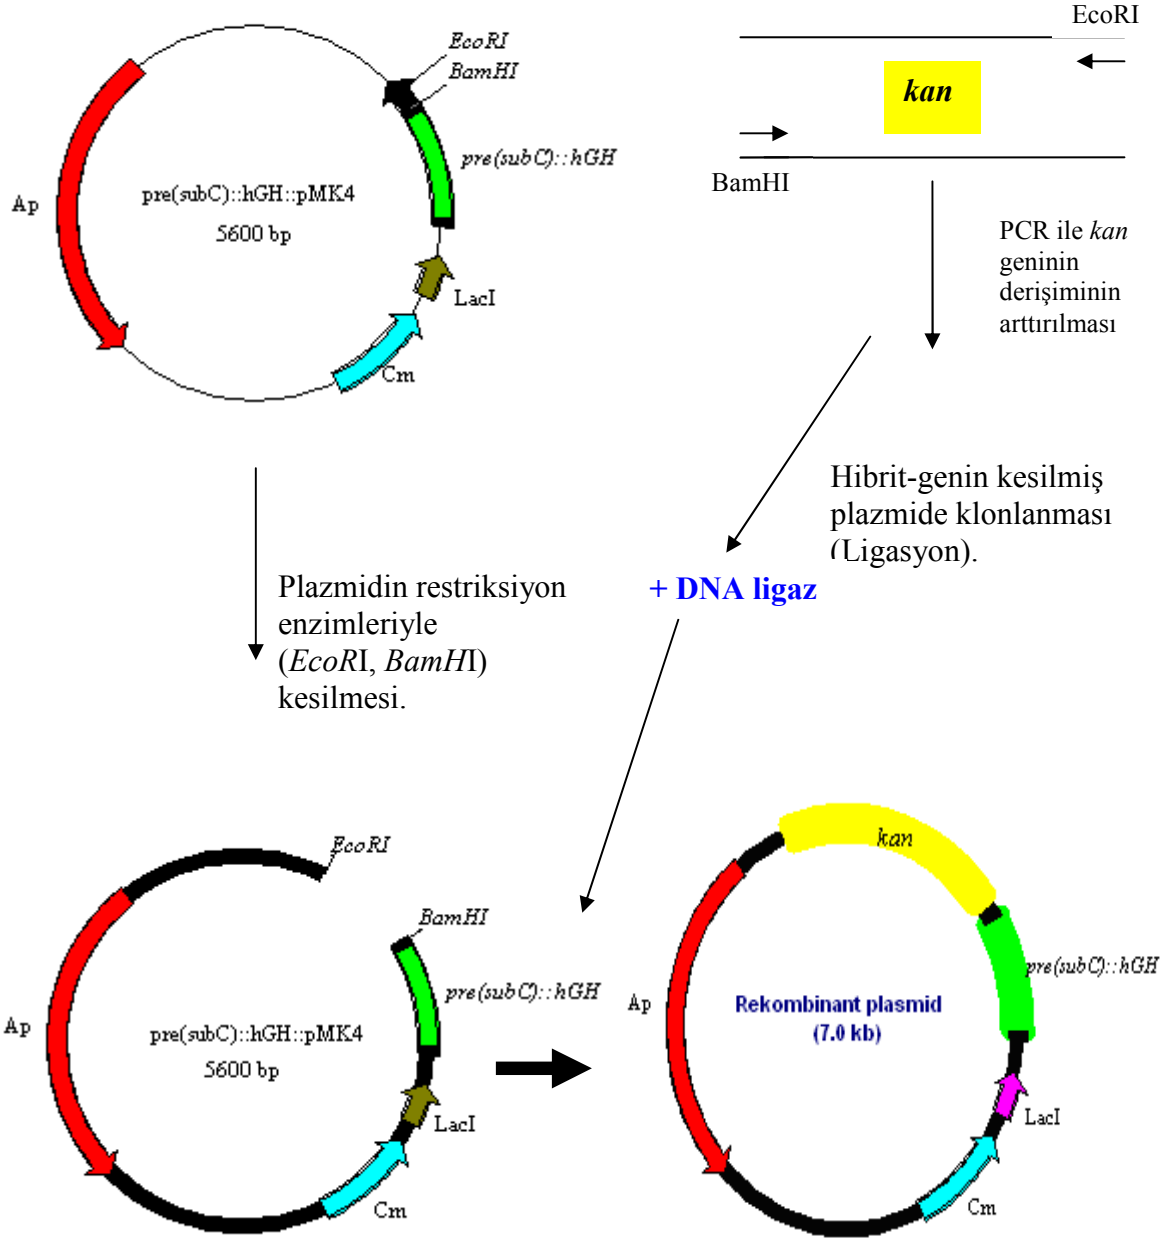 EcoRI
BamHI
pre(subC)::hGH
Ap
pre(subC)::hGH::pMK4
5600 bp
LacI
Cm
EcoRI
kan
BamHI
PCR ile kan
geninin
derişiminin
arttırılması
Hibrit-genin kesilmiş
plazmide klonlanması
(Ligasyon).
+ DNA ligaz
Plazmidin restriksiyon
enzimleriyle
(EcoRI, BamHI)
kesilmesi.
EcoRI
BamHI
pre(subC)::hGH
Ap
pre(subC)::hGH::pMK4
5600 bp
LacI
Cm
kan
pre(subC)::hGH
Ap
Rekombinant plasmid
(7.0 kb)
LacI
Cm